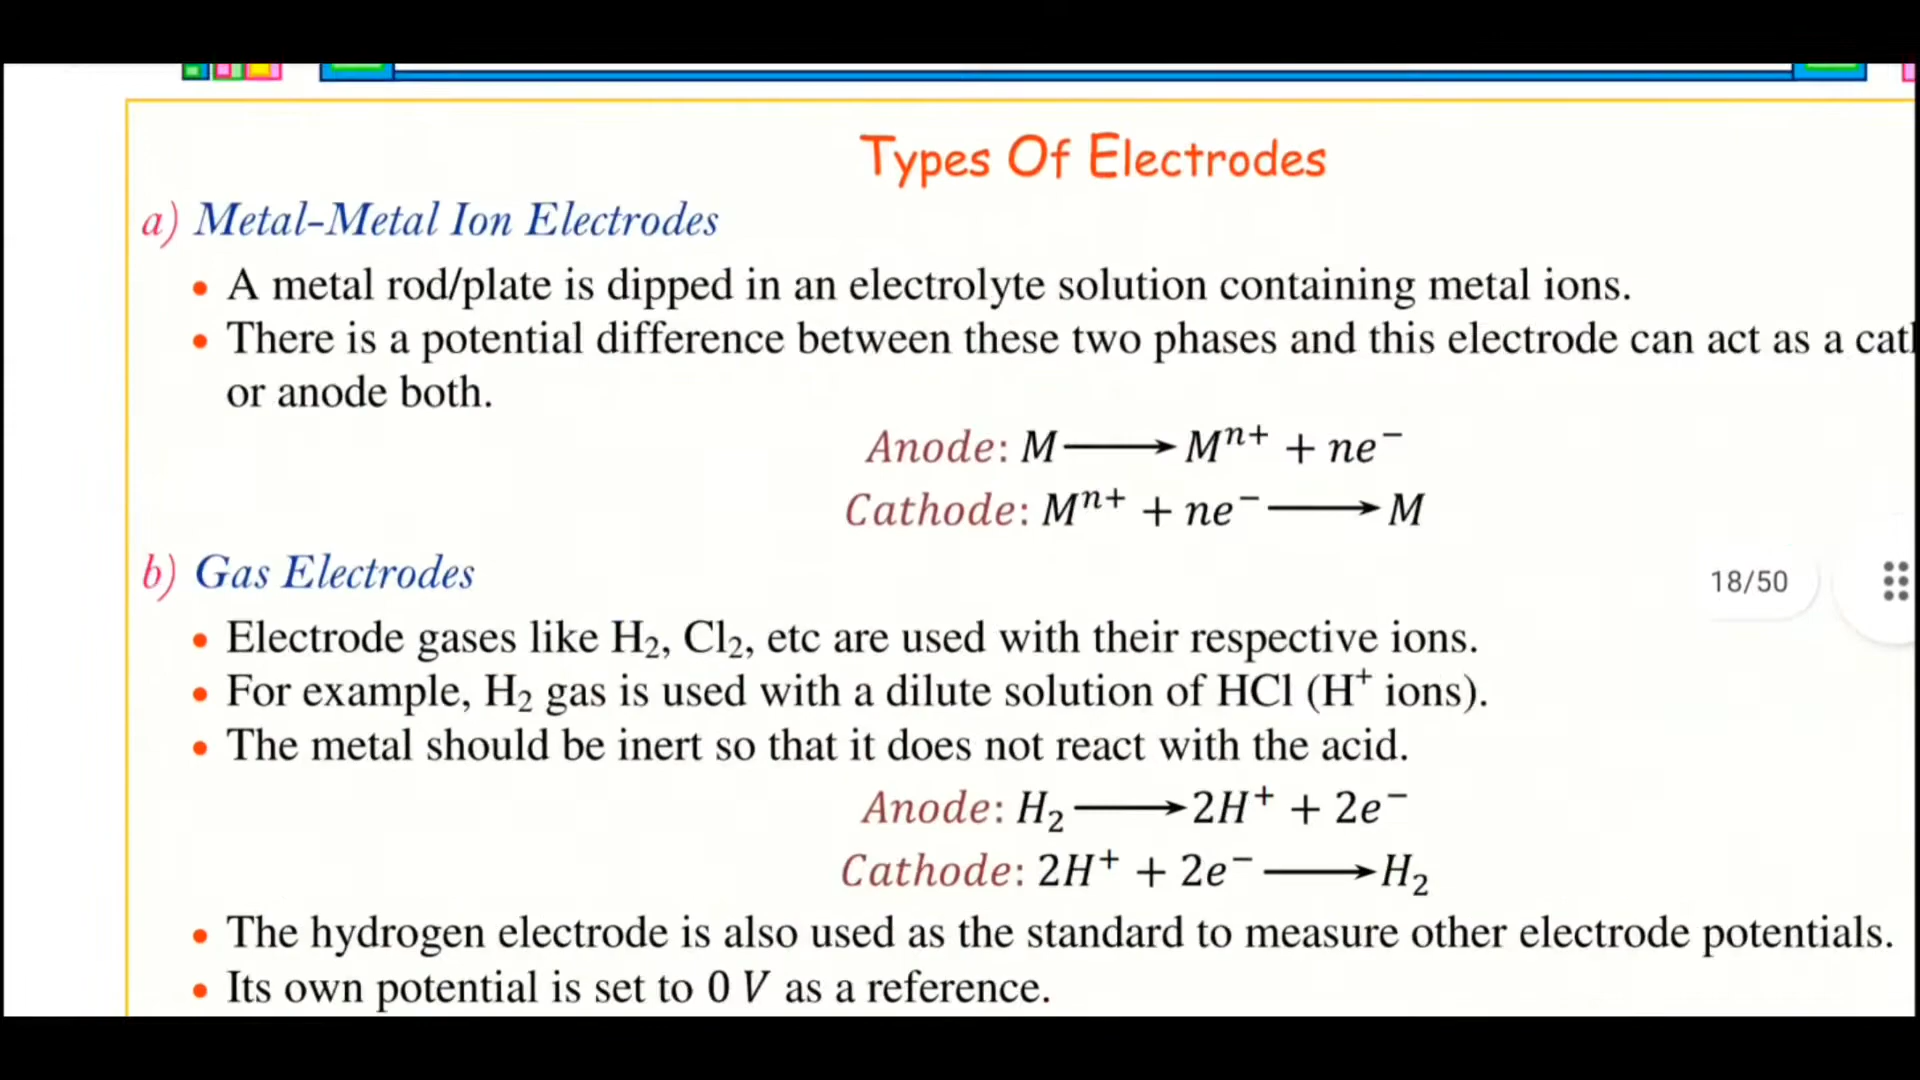 Types Of Electrodes
a) Metal-Metal Ion Electrodes
• A metal rod/plate is dipped in an electrolyte solution containing metal ions.
• There is a potential difference between these two phases and this electrode can act as a
or anode both.
Anode: M ⟶ Mⁿ⁺ + ne⁻
Cathode: Mⁿ⁺ + ne⁻ ⟶ M
b) Gas Electrodes
18/50
• Electrode gases like H₂, Cl₂, etc are used with their respective ions.
• For example, H₂ gas is used with a dilute solution of HCl (H⁺ ions).
• The metal should be inert so that it does not react with the acid.
Anode: H₂ ⟶ 2H⁺ + 2e⁻
Cathode: 2H⁺ + 2e⁻ ⟶ H₂
• The hydrogen electrode is also used as the standard to measure other electrode potentials.
• Its own potential is set to 0 V as a reference.